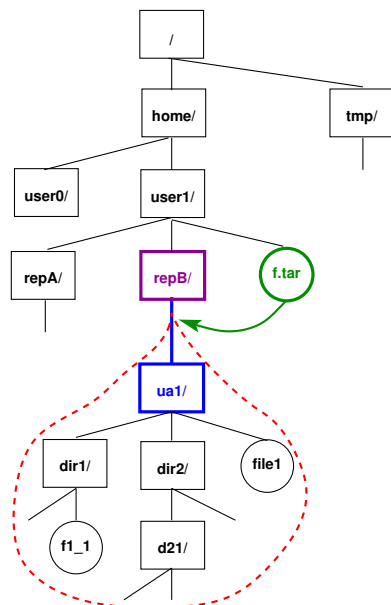 /
home/
tmp/
user0/
user1/
repA/
repB/
f.tar
ua1/
dir1/
dir2/
file1
f1_1
d21/